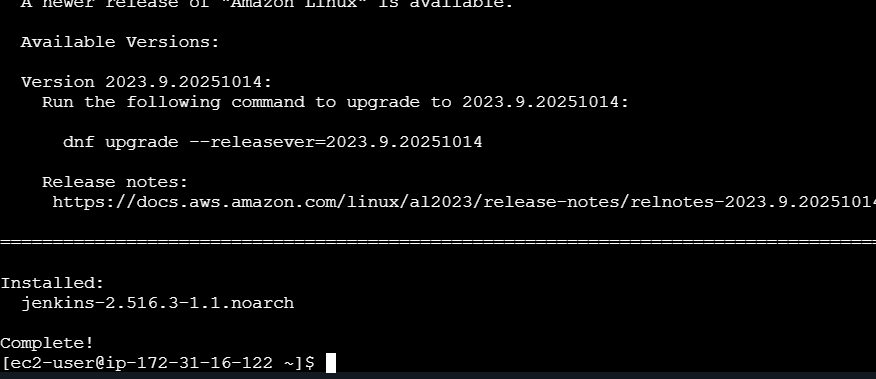 A newer release of "Amazon Linux" is available.
Available Versions:
Version 2023.9.20251014:
Run the following command to upgrade to 2023.9.20251014:
dnf upgrade --releasever=2023.9.20251014
Release notes:
https://docs.aws.amazon.com/linux/al2023/release-notes/relnotes-2023.9.20251014
================================================================================
Installed:
jenkins-2.516.3-1.1.noarch
Complete!
[ec2-user@ip-172-31-16-122 ~]$